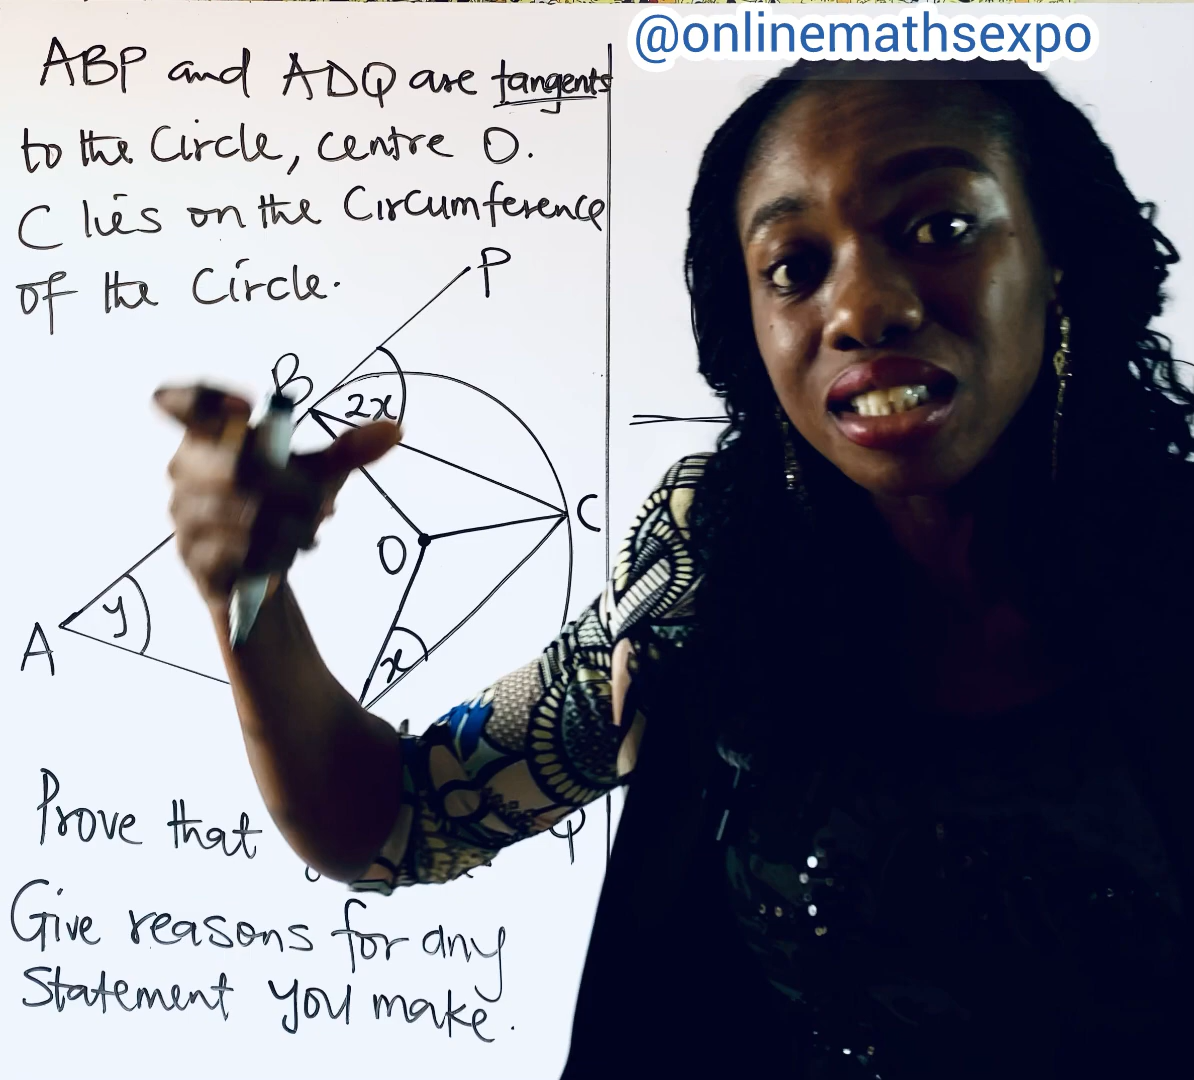 @onlinemathsexpo
ABP and ADQ are tangents
to the Circle, centre O.
C lies on the Circumference
of the Circle.
P
B
2x
C
O
y
A
x
Prove that
Give reasons for any
Statement you make.